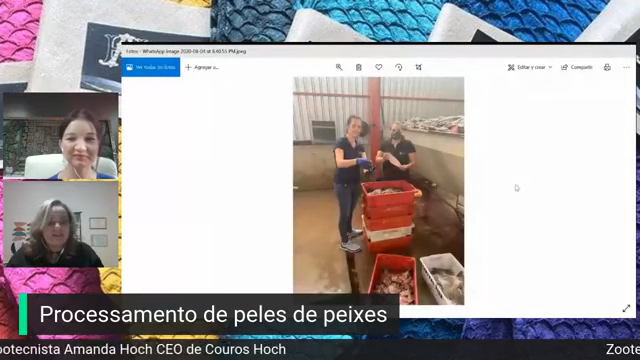 Fotos - WhatsApp Image 2020-08-04 at 6.40.55 PM.jpeg
Ver todas las fotos
Agregar a
Editar y crear
Compartir
Processamento de peles de peixes
ootecnista Amanda Hoch CEO de Couros Hoch
Zoote